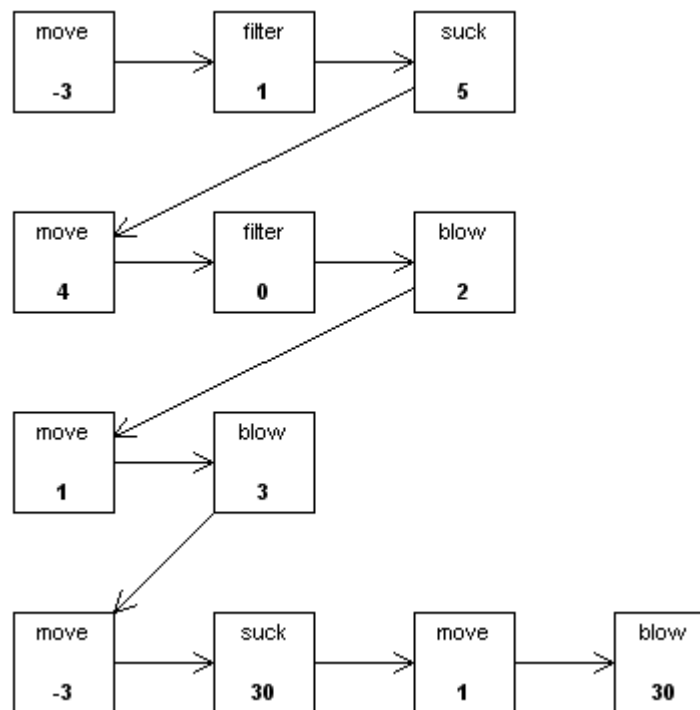 move filter suck
-3 1 5
move filter blow
4 0 2
move blow
1 3
move suck move blow
-3 30 1 30